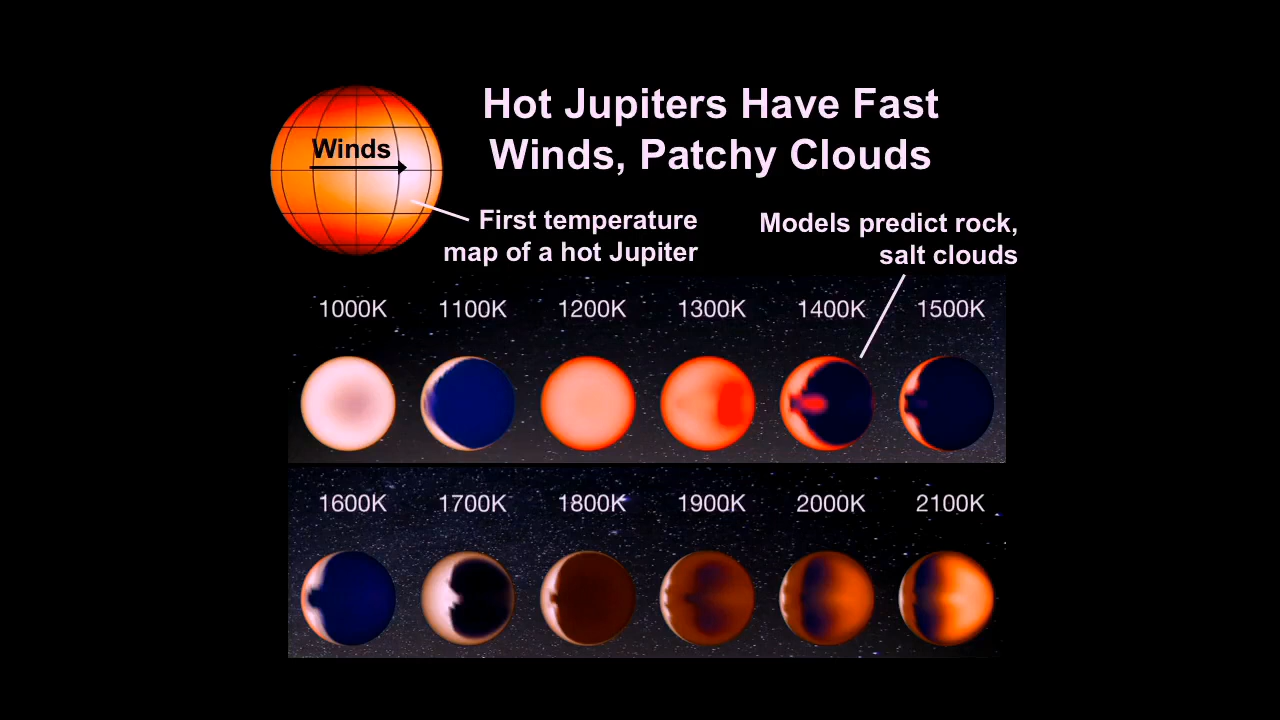 Hot Jupiters Have Fast
Winds, Patchy Clouds
Winds
First temperature
map of a hot Jupiter
Models predict rock,
salt clouds
1000K 1100K 1200K 1300K 1400K 1500K
1600K 1700K 1800K 1900K 2000K 2100K